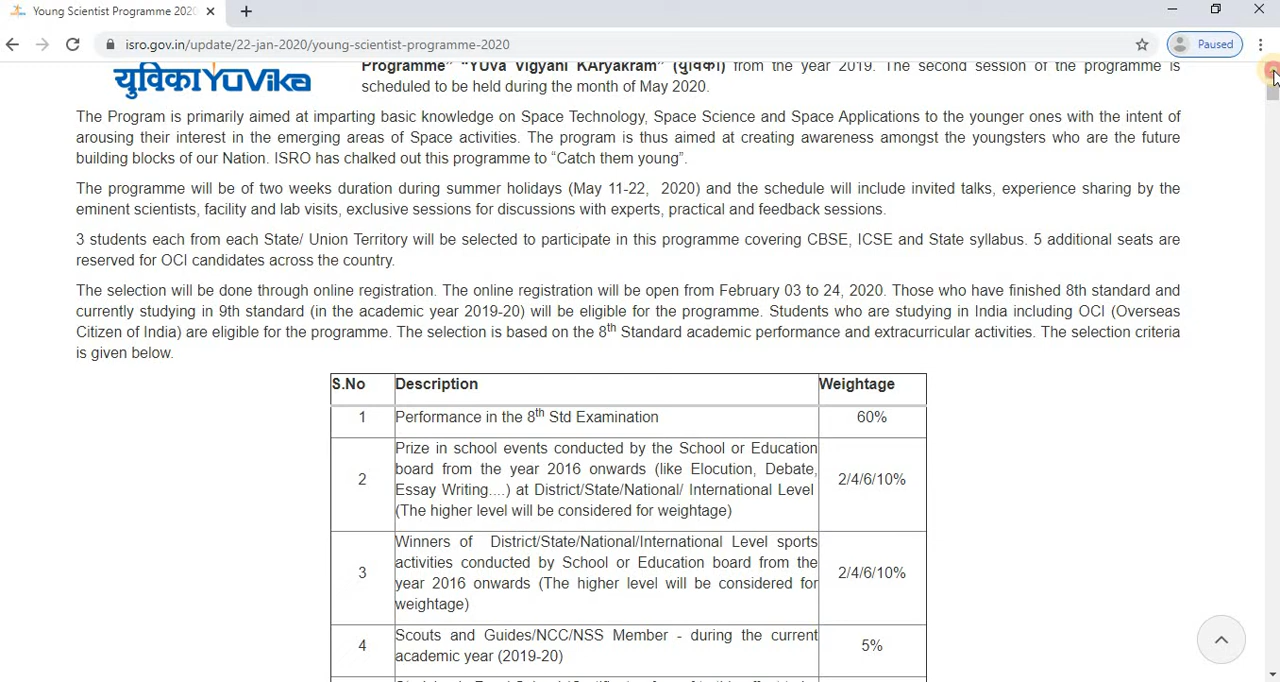 Young Scientist Programme 202
isro.gov.in/update/22-jan-2020/young-scientist-programme-2020
Paused
युविका YUVika
Programme" "YUva VIgyani KAryakram" (युविका) from the year 2019. The second session of the programme is
scheduled to be held during the month of May 2020.
The Program is primarily aimed at imparting basic knowledge on Space Technology, Space Science and Space Applications to the younger ones with the intent of
arousing their interest in the emerging areas of Space activities. The program is thus aimed at creating awareness amongst the youngsters who are the future
building blocks of our Nation. ISRO has chalked out this programme to “Catch them young”.
The programme will be of two weeks duration during summer holidays (May 11-22, 2020) and the schedule will include invited talks, experience sharing by the
eminent scientists, facility and lab visits, exclusive sessions for discussions with experts, practical and feedback sessions.
3 students each from each State/ Union Territory will be selected to participate in this programme covering CBSE, ICSE and State syllabus. 5 additional seats are
reserved for OCI candidates across the country.
The selection will be done through online registration. The online registration will be open from February 03 to 24, 2020. Those who have finished 8th standard and
currently studying in 9th standard (in the academic year 2019-20) will be eligible for the programme. Students who are studying in India including OCI (Overseas
Citizen of India) are eligible for the programme. The selection is based on the 8th Standard academic performance and extracurricular activities. The selection criteria
is given below.
S.No Description Weightage
1 Performance in the 8th Std Examination 60%
Prize in school events conducted by the School or Education
board from the year 2016 onwards (like Elocution, Debate,
2 Essay Writing....) at District/State/National/ International Level 2/4/6/10%
(The higher level will be considered for weightage)
Winners of District/State/National/International Level sports
activities conducted by School or Education board from the
3 year 2016 onwards (The higher level will be considered for 2/4/6/10%
weightage)
Scouts and Guides/NCC/NSS Member - during the current
4 academic year (2019-20) 5%